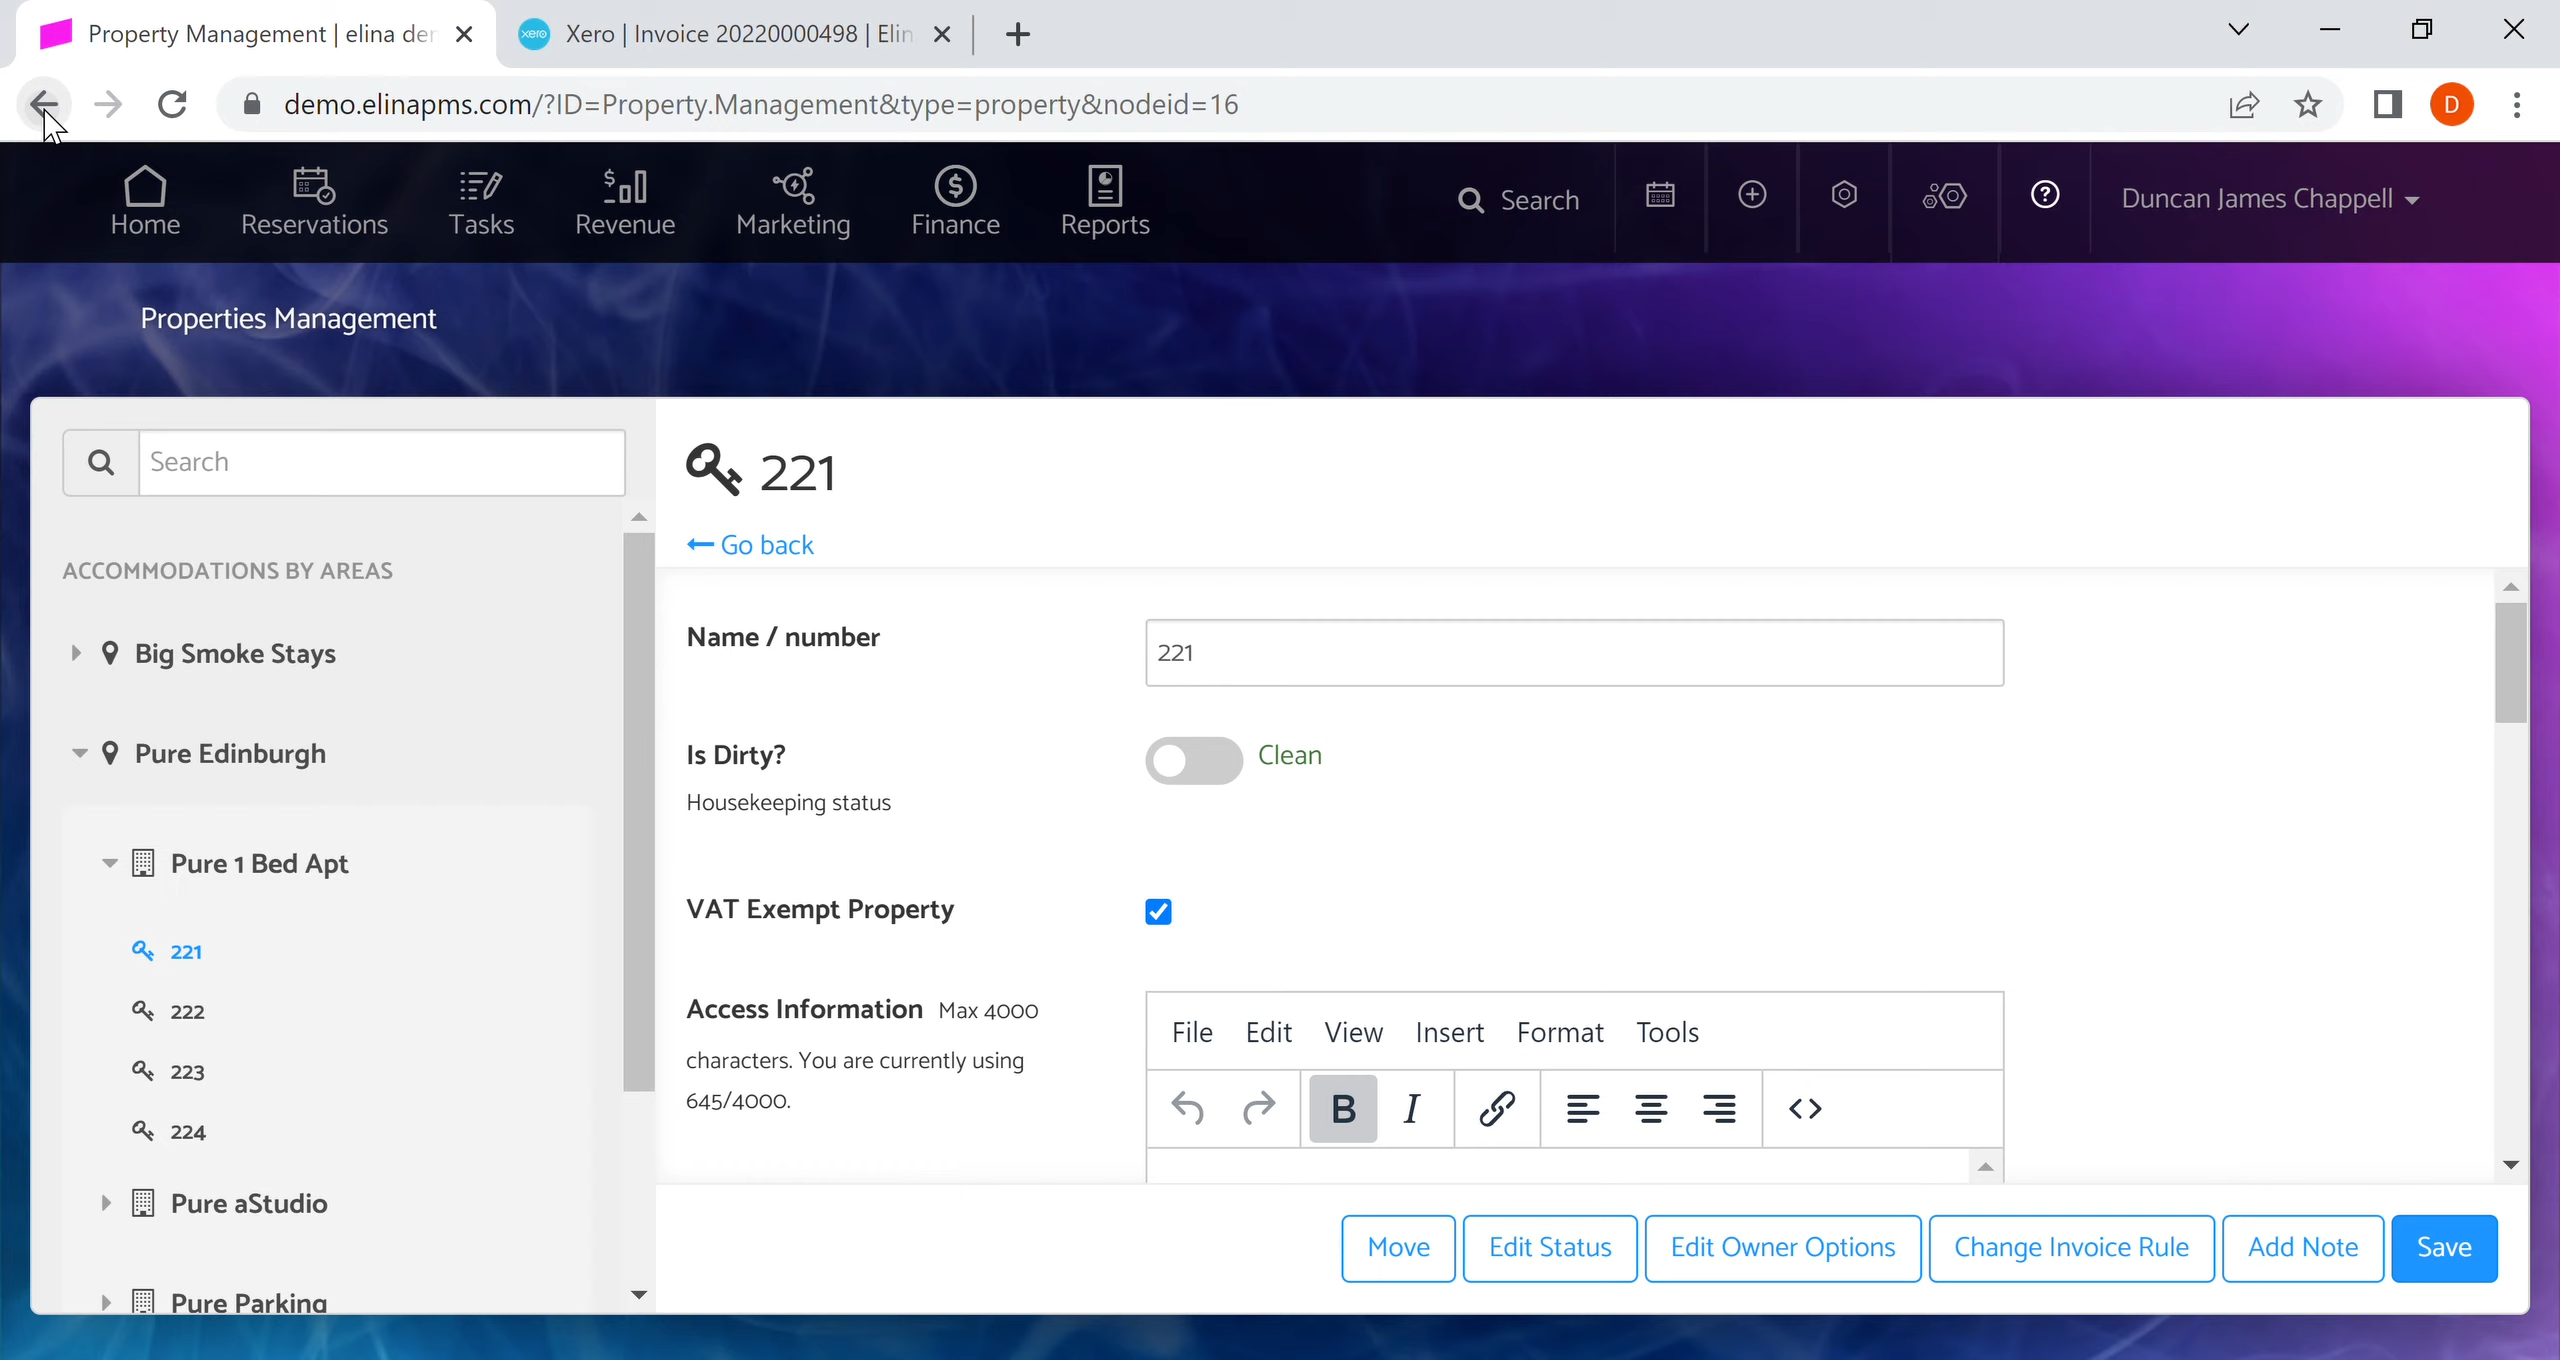 Property Management | elina der
xero Xero | Invoice 20220000498 | Elin
demo.elinapms.com/?ID=Property.Management&type=property&nodeid=16
D
Home Reservations Tasks Revenue Marketing Finance Reports
Search
Duncan James Chappell
Properties Management
Search
ACCOMMODATIONS BY AREAS
Big Smoke Stays
Pure Edinburgh
Pure 1 Bed Apt
221
222
223
224
Pure aStudio
Pure Parking
221
Go back
Name / number
221
Is Dirty?
Clean
Housekeeping status
VAT Exempt Property
Access Information Max 4000
characters. You are currently using
645/4000.
File Edit View Insert Format Tools
B I
Move Edit Status Edit Owner Options Change Invoice Rule Add Note Save